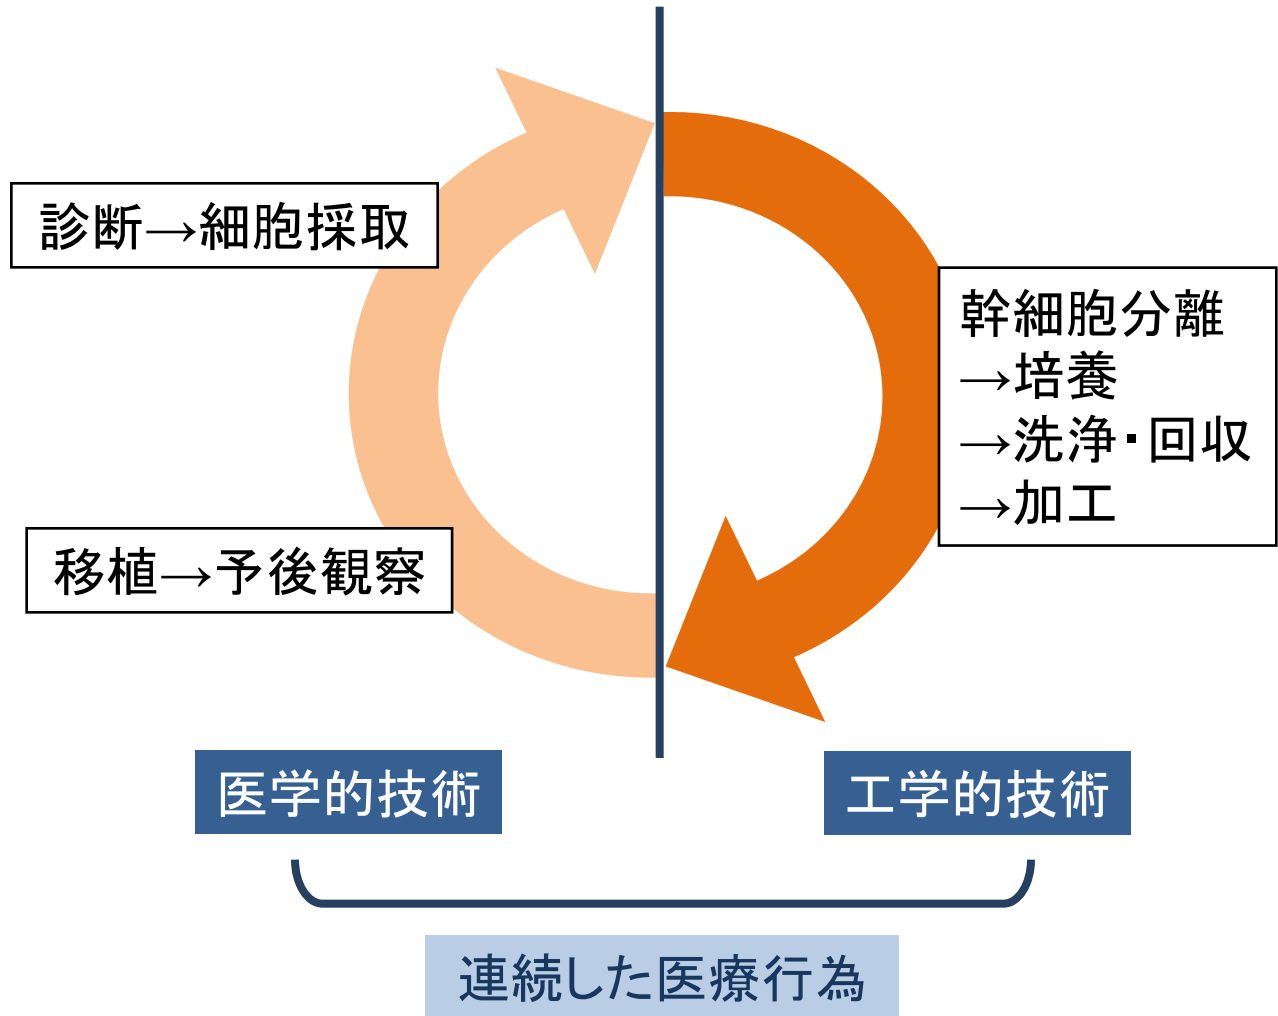 診断→細胞採取
幹細胞分離
→培養
→洗浄・回収
→加工
移植→予後観察
医学的技術
工学的技術
連続した医療行為